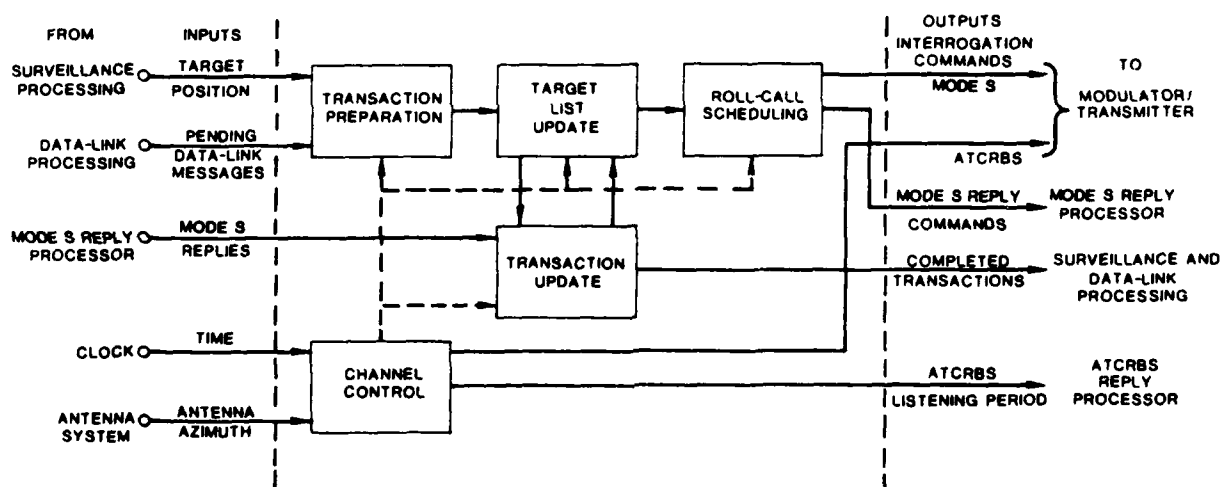 FROM
INPUTS
OUTPUTS
SURVEILLANCE
PROCESSING
TARGET
POSITION
TRANSACTION
PREPARATION
TARGET
LIST
UPDATE
ROLL-CALL
SCHEDULING
INTERROGATION
COMMANDS
MODE S
TO
MODULATOR/
TRANSMITTER
DATA-LINK
PROCESSING
PENDING
DATA-LINK
MESSAGES
ATCRBS
MODE S REPLY
PROCESSOR
MODE S
REPLIES
TRANSACTION
UPDATE
MODE S REPLY
COMMANDS
MODE S REPLY
PROCESSOR
COMPLETED
TRANSACTIONS
SURVEILLANCE AND
DATA-LINK
PROCESSING
CLOCK
TIME
CHANNEL
CONTROL
ATCRBS
LISTENING PERIOD
ATCRBS
REPLY
PROCESSOR
ANTENNA
SYSTEM
ANTENNA
AZIMUTH